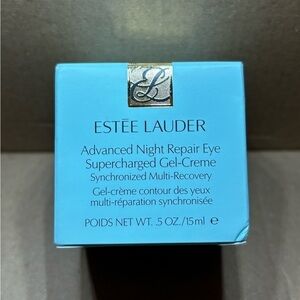 EL
ESTĒE LAUDER
Advanced Night Repair Eye
Supercharged Gel-Creme
Synchronized Multi-Recovery
Gel-crème contour des yeux
multi-réparation synchronisée
POIDS NET WT. .5 OZ./15ml e